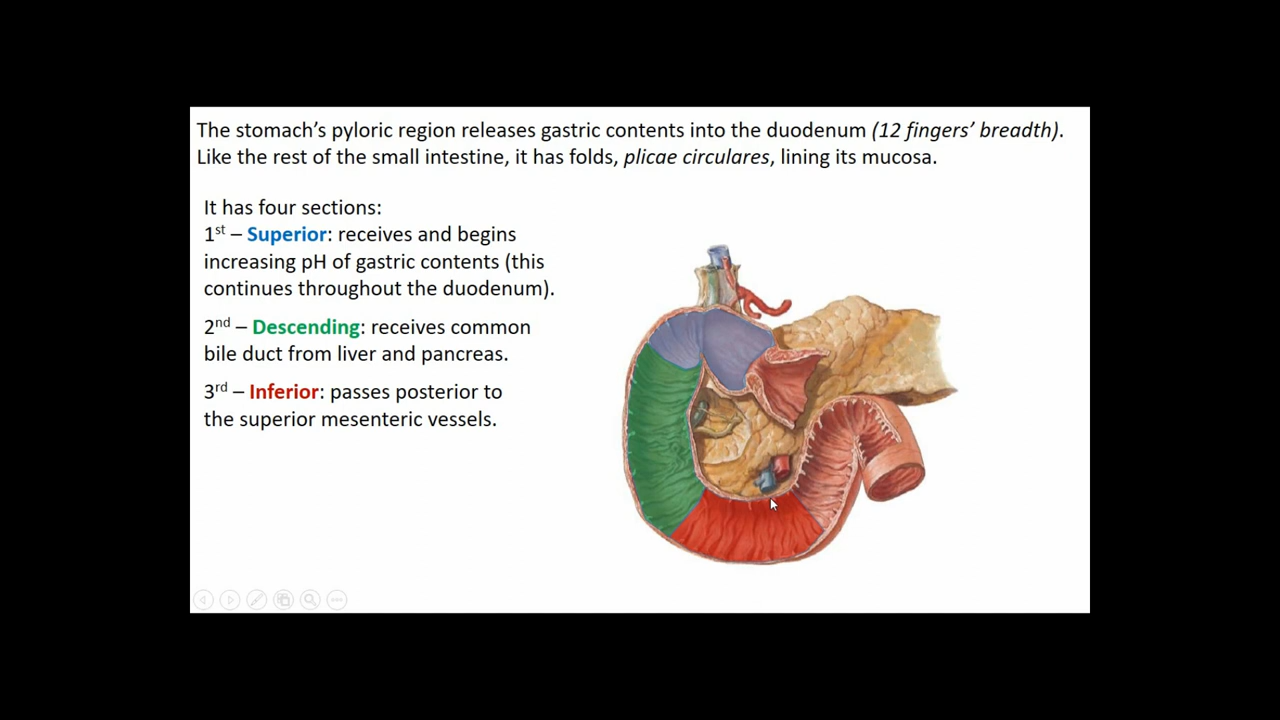 The stomach’s pyloric region releases gastric contents into the duodenum (12 fingers’ breadth).
Like the rest of the small intestine, it has folds, plicae circulares, lining its mucosa.
It has four sections:
1st – Superior: receives and begins
increasing pH of gastric contents (this
continues throughout the duodenum).
2nd – Descending: receives common
bile duct from liver and pancreas.
3rd – Inferior: passes posterior to
the superior mesenteric vessels.